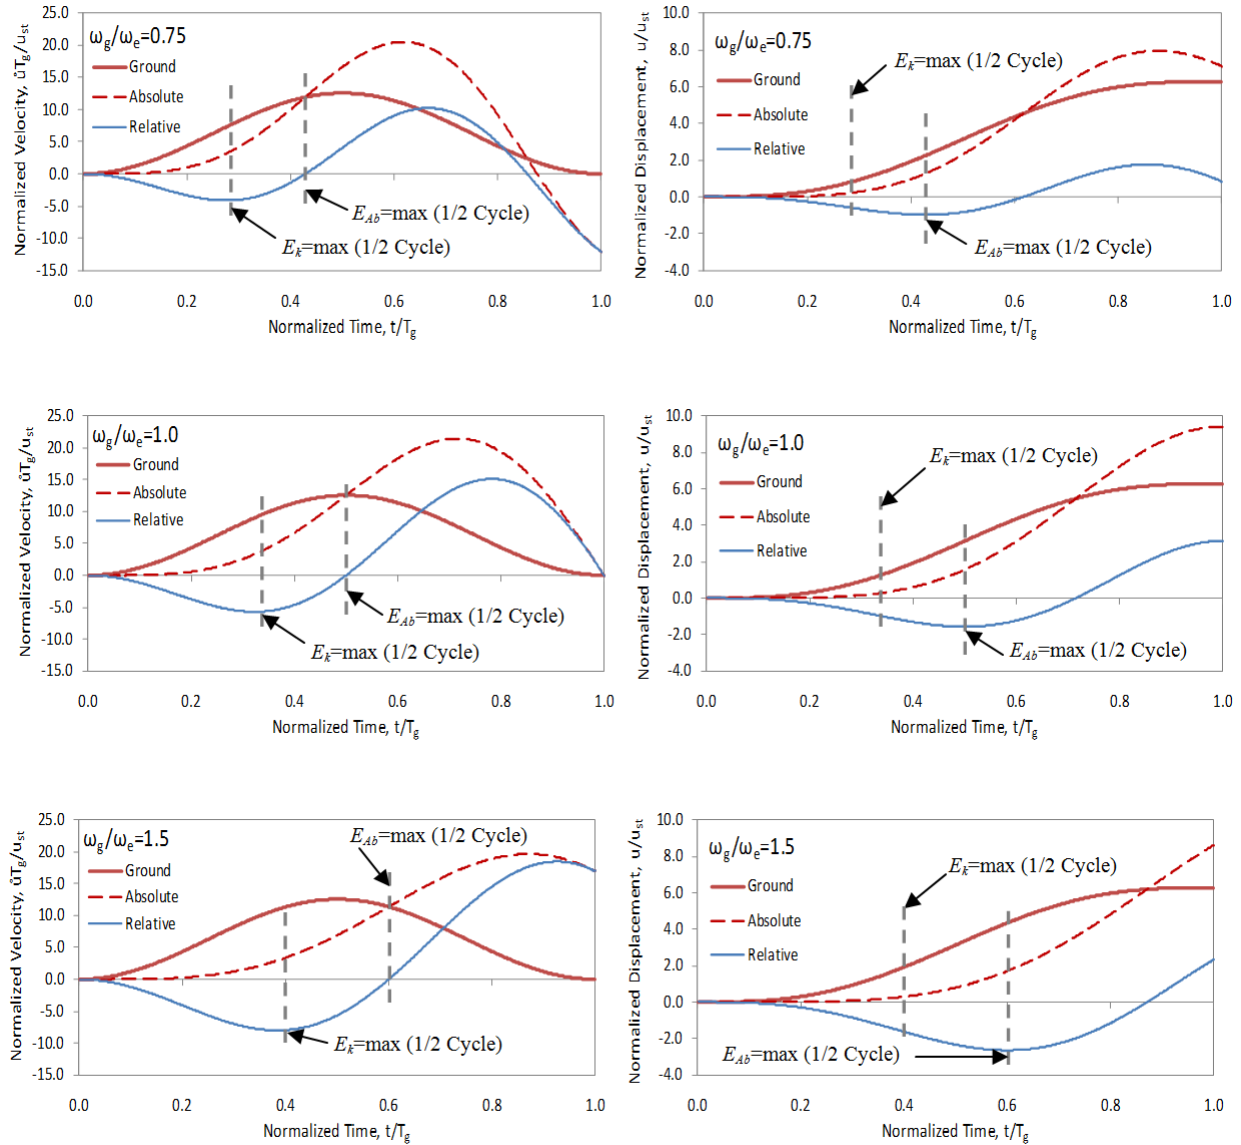 Normalized Velocity, u̇Tg/ust
25.0
20.0
15.0
10.0
5.0
0.0
-5.0
-10.0
-15.0
ωg/ωe=0.75
Ground
Absolute
Relative
EAb=max (1/2 Cycle)
Ek=max (1/2 Cycle)
0.0 0.2 0.4 0.6 0.8 1.0
Normalized Time, t/Tg
Normalized Displacement, u/ust
10.0
8.0
6.0
4.0
2.0
0.0
-2.0
-4.0
ωg/ωe=0.75
Ek=max (1/2 Cycle)
Ground
Absolute
Relative
EAb=max (1/2 Cycle)
0.0 0.2 0.4 0.6 0.8 1.0
Normalized Time, t/Tg
Normalized Velocity, u̇Tg/ust
25.0
20.0
15.0
10.0
5.0
0.0
-5.0
-10.0
-15.0
ωg/ωe=1.0
Ground
Absolute
Relative
EAb=max (1/2 Cycle)
Ek=max (1/2 Cycle)
0.0 0.2 0.4 0.6 0.8 1.0
Normalized Time, t/Tg
Normalized Displacement, u/ust
10.0
8.0
6.0
4.0
2.0
0.0
-2.0
-4.0
ωg/ωe=1.0
Ek=max (1/2 Cycle)
Ground
Absolute
Relative
EAb=max (1/2 Cycle)
0.0 0.2 0.4 0.6 0.8 1.0
Normalized Time, t/Tg
Normalized Velocity, u̇Tg/ust
25.0
20.0
15.0
10.0
5.0
0.0
-5.0
-10.0
-15.0
ωg/ωe=1.5
EAb=max (1/2 Cycle)
Ground
Absolute
Relative
Ek=max (1/2 Cycle)
0.0 0.2 0.4 0.6 0.8 1.0
Normalized Time, t/Tg
Normalized Displacement, u/ust
10.0
8.0
6.0
4.0
2.0
0.0
-2.0
-4.0
ωg/ωe=1.5
Ek=max (1/2 Cycle)
Ground
Absolute
Relative
EAb=max (1/2 Cycle)
0.0 0.2 0.4 0.6 0.8 1.0
Normalized Time, t/Tg